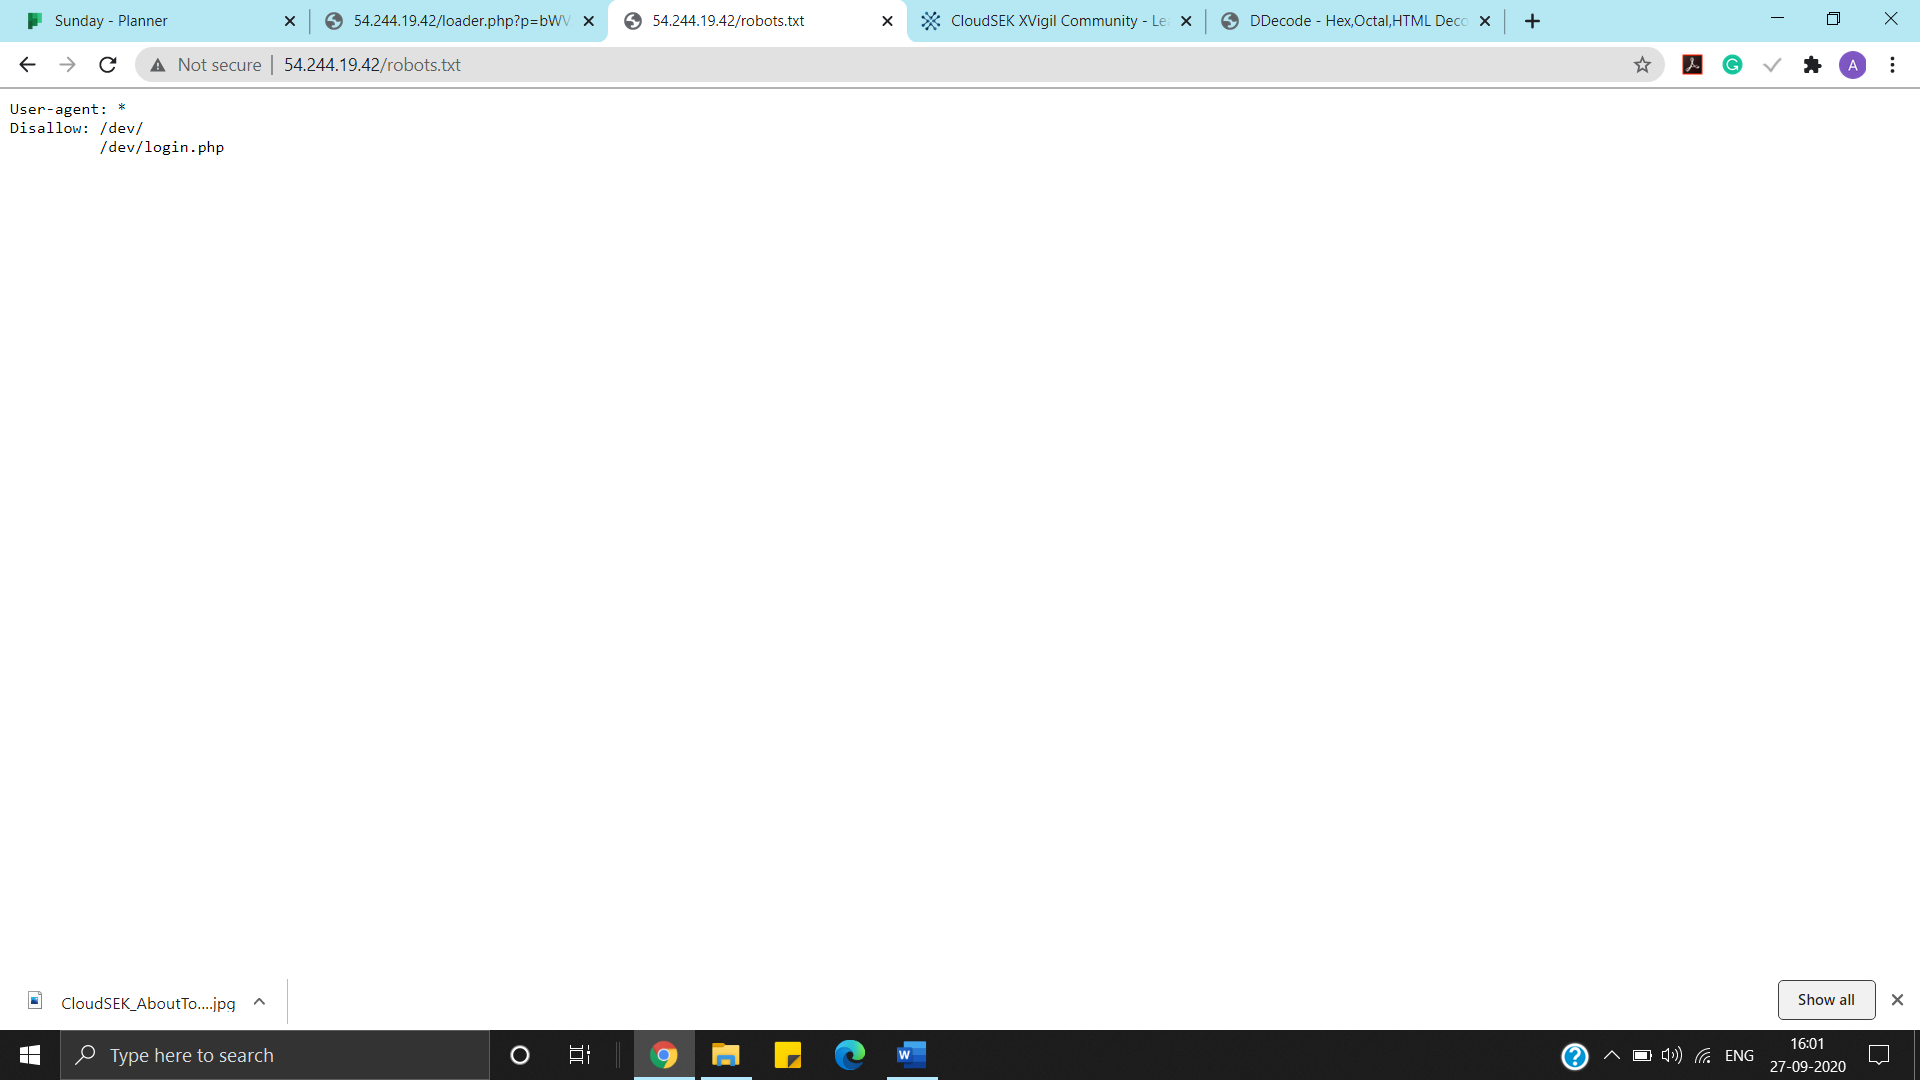 Sunday - Planner
54.244.19.42/loader.php?p=bWV
54.244.19.42/robots.txt
CloudSEK XVigil Community - Le
DDecode - Hex,Octal,HTML Deco
Not secure
54.244.19.42/robots.txt
A
User-agent: *
Disallow: /dev/
/dev/login.php
CloudSEK_AboutTo....jpg
Show all
Type here to search
ENG
16:01
27-09-2020